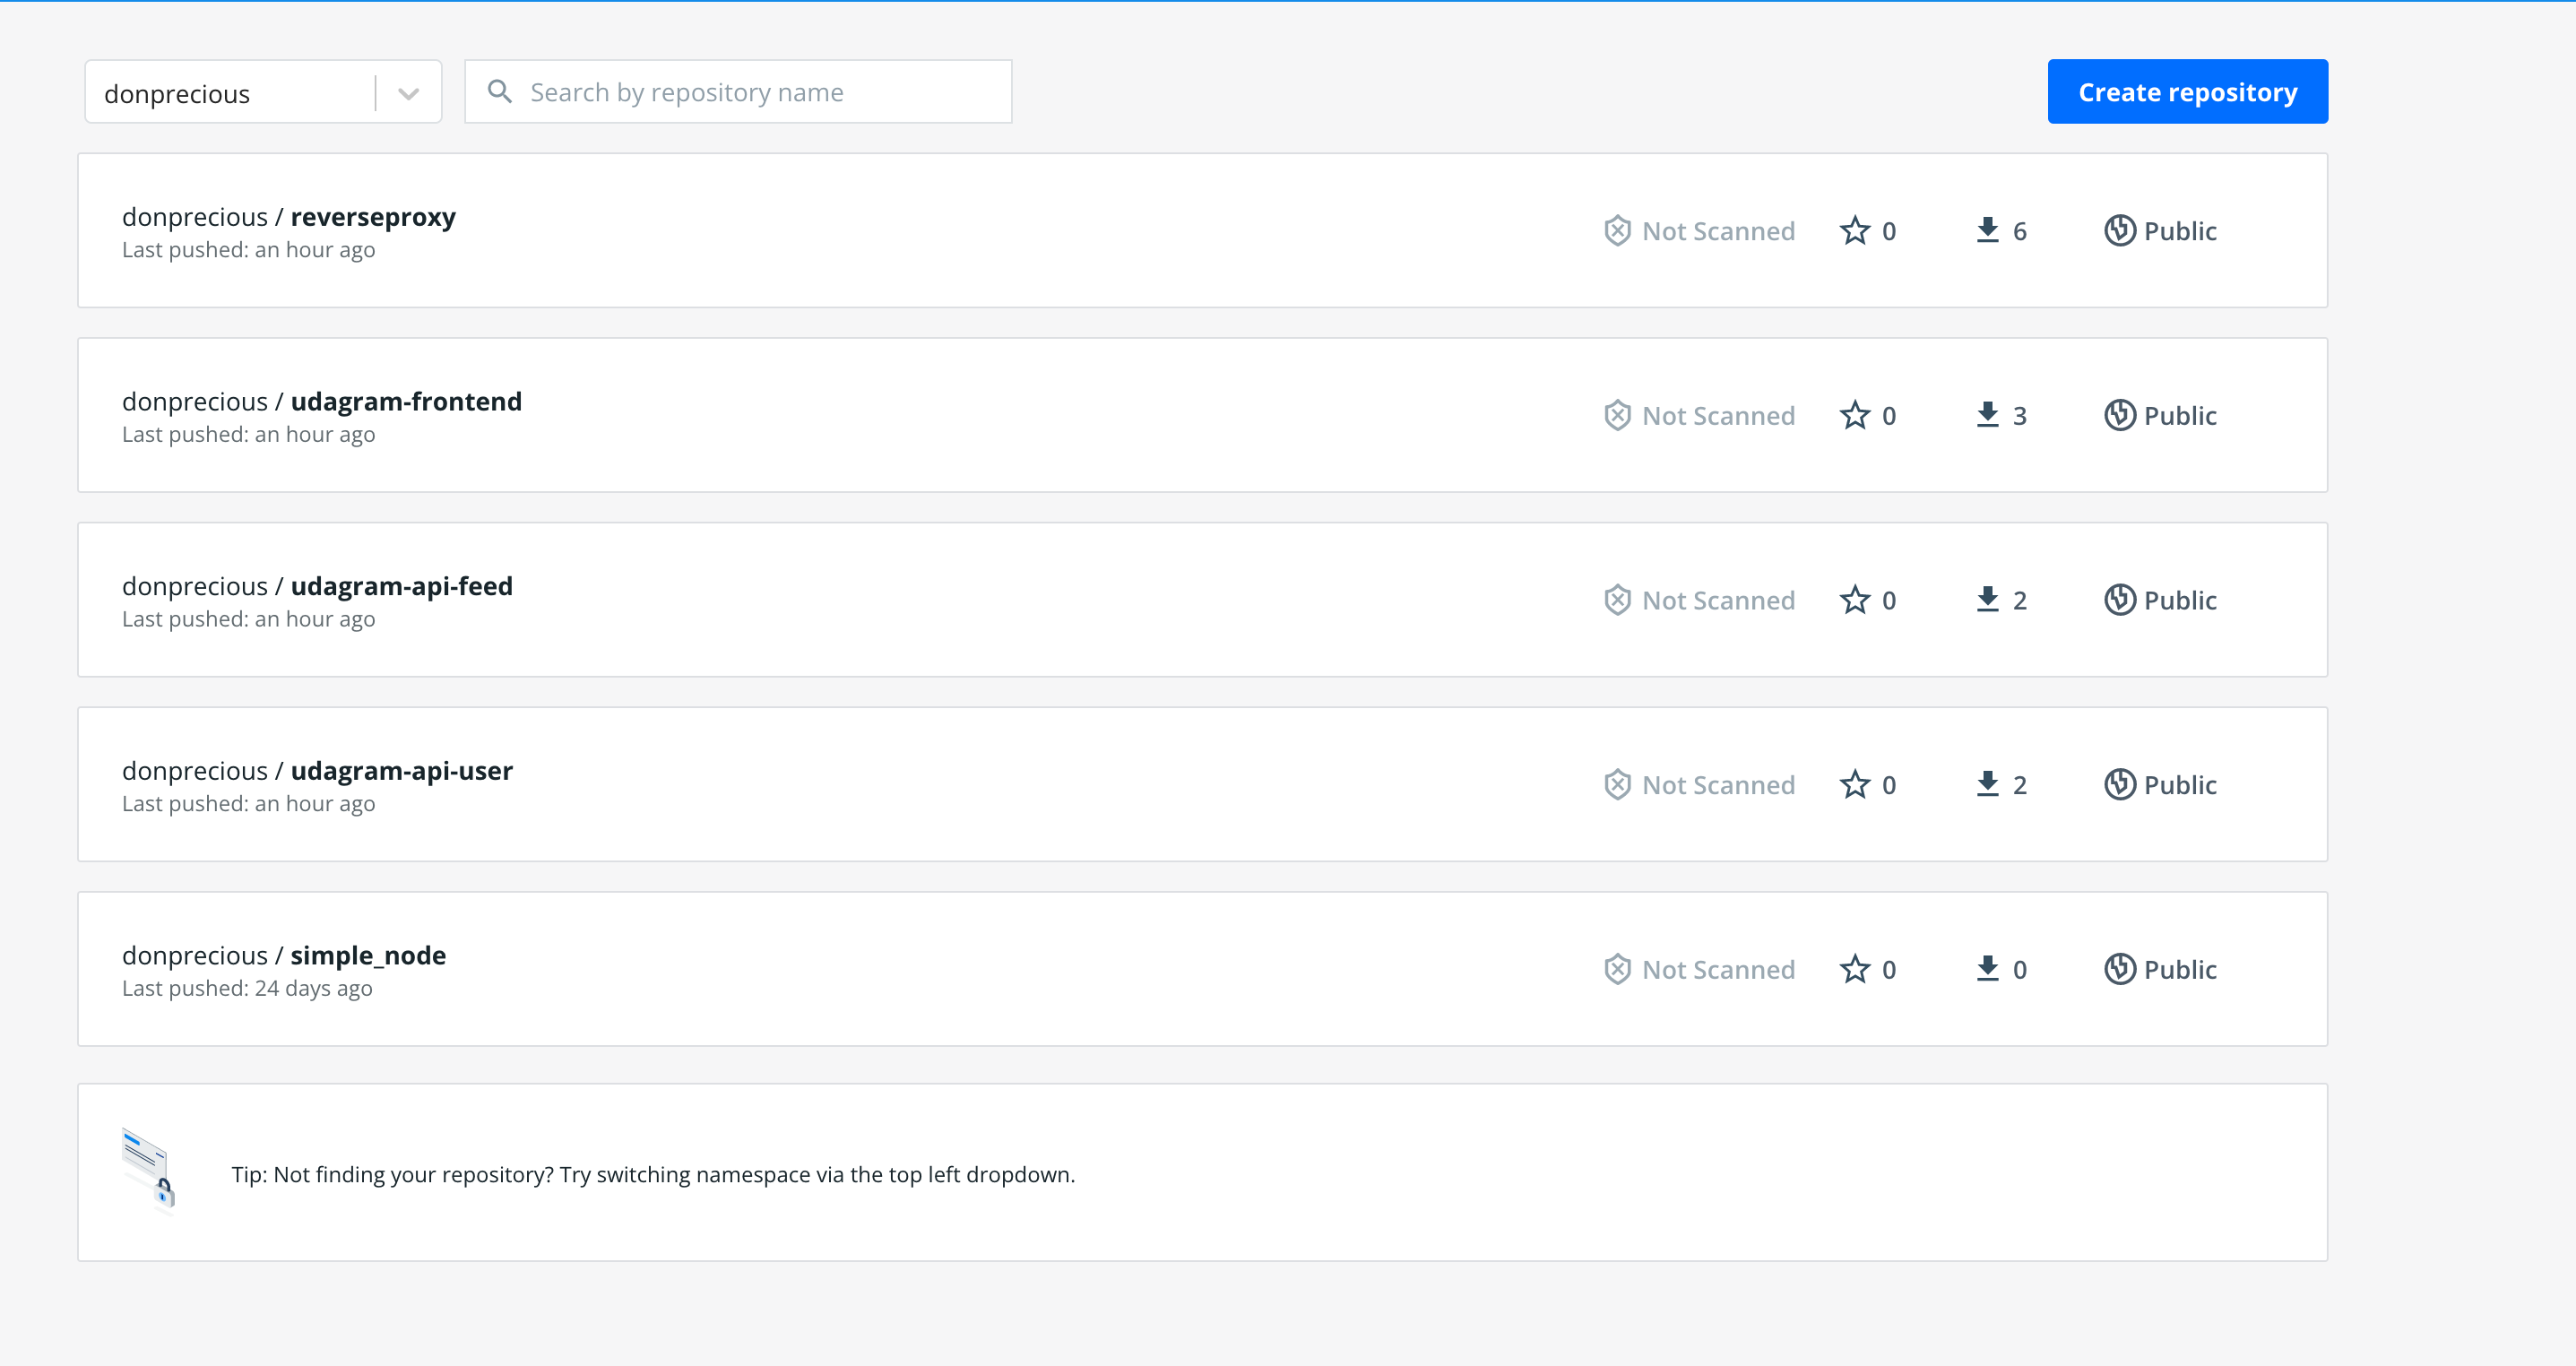 donprecious
Search by repository name
Create repository
donprecious / reverseproxy
Last pushed: an hour ago
Not Scanned
0
6
Public
donprecious / udagram-frontend
Last pushed: an hour ago
Not Scanned
0
3
Public
donprecious / udagram-api-feed
Last pushed: an hour ago
Not Scanned
0
2
Public
donprecious / udagram-api-user
Last pushed: an hour ago
Not Scanned
0
2
Public
donprecious / simple_node
Last pushed: 24 days ago
Not Scanned
0
0
Public
Tip: Not finding your repository? Try switching namespace via the top left dropdown.